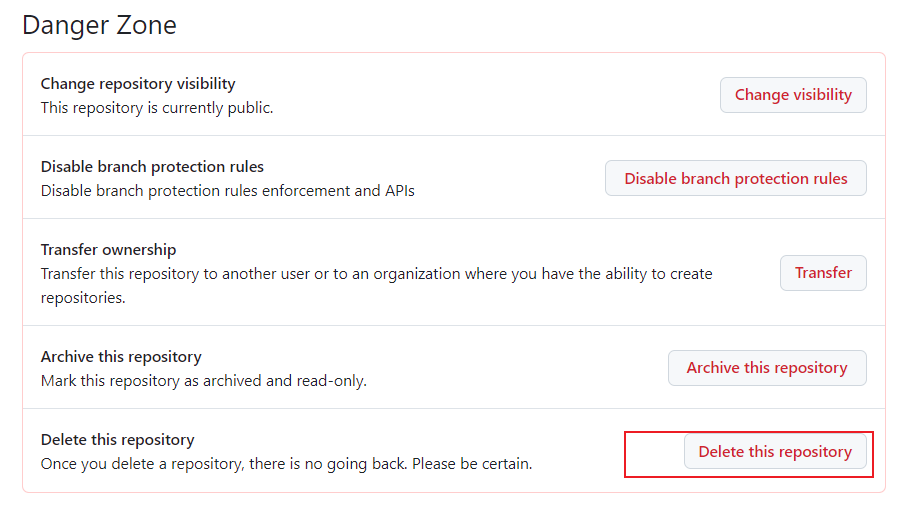 Danger Zone
Change repository visibility
This repository is currently public.
Change visibility
Disable branch protection rules
Disable branch protection rules enforcement and APIs
Disable branch protection rules
Transfer ownership
Transfer this repository to another user or to an organization where you have the ability to create
repositories.
Transfer
Archive this repository
Mark this repository as archived and read-only.
Archive this repository
Delete this repository
Once you delete a repository, there is no going back. Please be certain.
Delete this repository